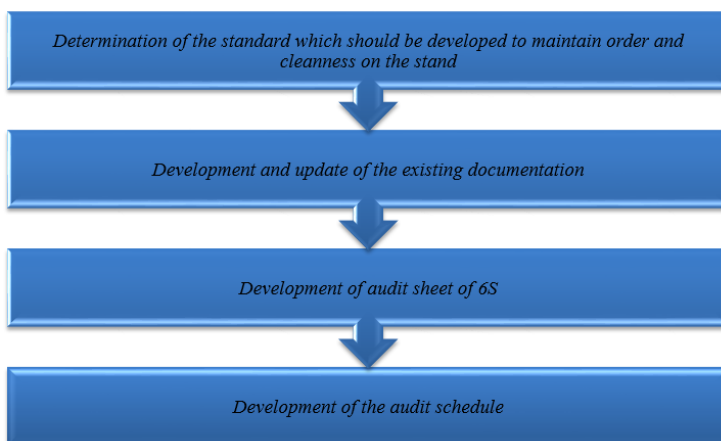 Determination of the standard which should be developed to maintain order and
cleanness on the stand
Development and update of the existing documentation
Development of audit sheet of 6S
Development of the audit schedule